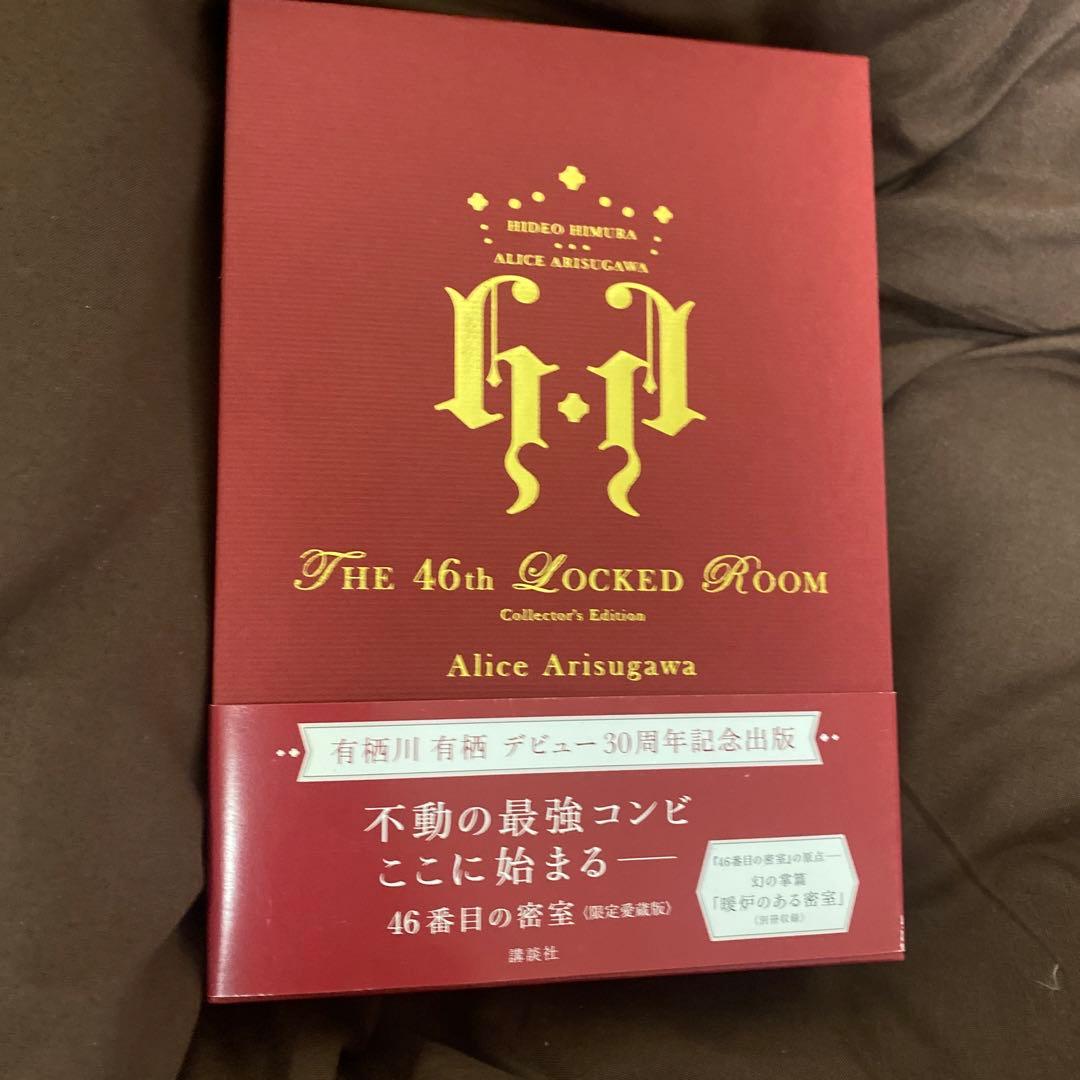 HIDEO HIMURA
ALICE ARISUGAWA
THE 46th LOCKED ROOM
Collector's Edition
Alice Arisugawa
有栖川 有栖 デビュー30周年記念出版
不動の最強コンビ
ここに始まる──
46番目の密室〈限定愛蔵版〉
講談社
『46番目の密室』の原点──
幻の掌篇
「暖炉のある密室」
〈別冊収録〉